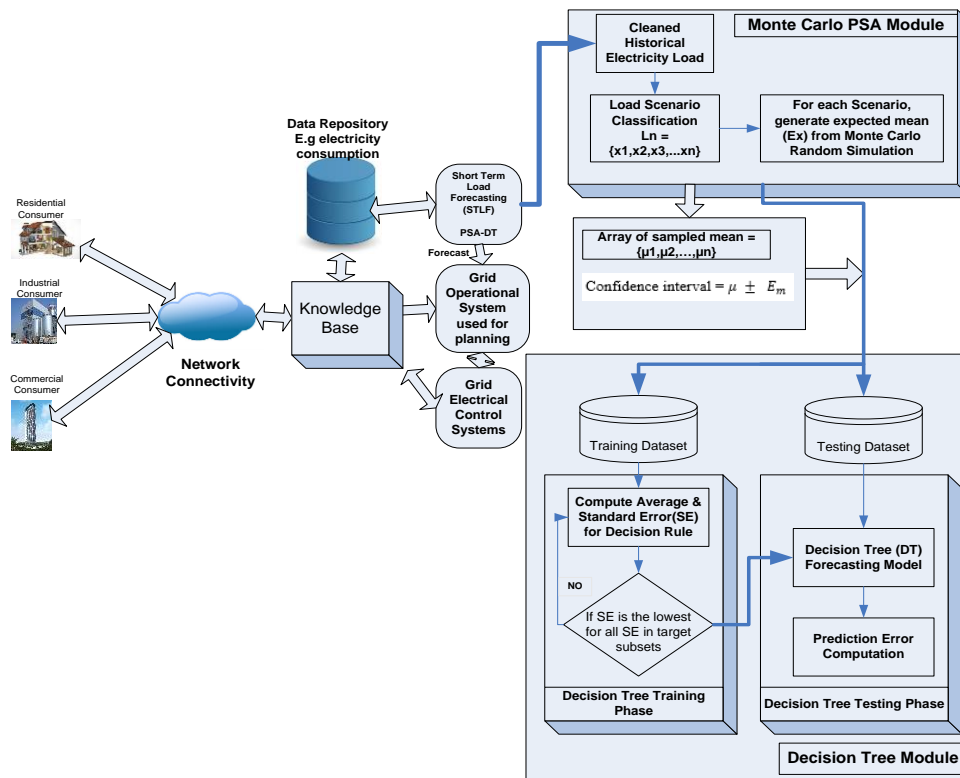 Residential
Consumer
Industrial
Consumer
Commercial
Consumer
Network
Connectivity
Data Repository
E.g electricity
consumption
Knowledge
Base
Short Term
Load
Forecasting
(STLF)
PSA-DT
Forecast
Grid
Operational
System
used for
planning
Grid
Electrical
Control
Systems
Monte Carlo PSA Module
Cleaned
Historical
Electricity Load
Load Scenario
Classification
Ln =
{x1,x2,x3,...xn}
For each Scenario,
generate expected mean
(Ex) from Monte Carlo
Random Simulation
Array of sampled mean =
{µ1,µ2,...,µn}
Confidence interval = µ ± Em
Training Dataset
Testing Dataset
Compute Average &
Standard Error(SE)
for Decision Rule
NO
If SE is the lowest
for all SE in target
subsets
Decision Tree Training
Phase
Decision Tree (DT)
Forecasting Model
Prediction Error
Computation
Decision Tree Testing Phase
Decision Tree Module